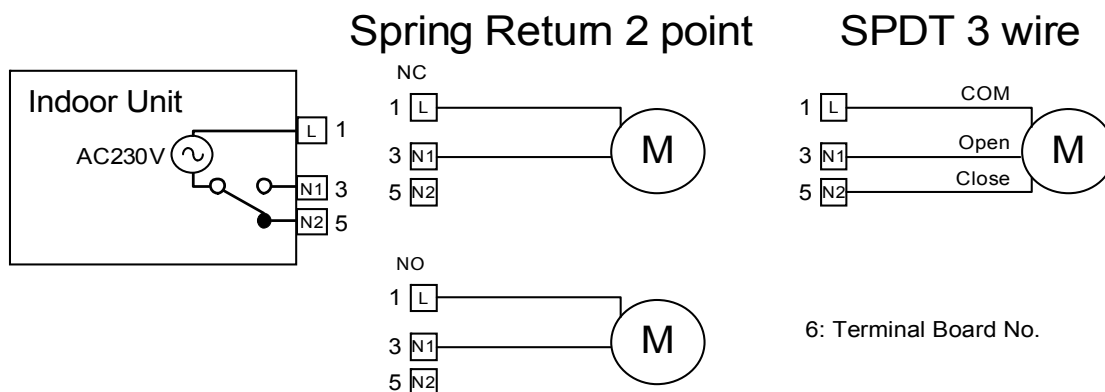 Spring Return 2 point
SPDT 3 wire
Indoor Unit
AC230V
L 1
N1 3
N2 5
NC
1 L
3 N1
5 N2
M
NO
1 L
3 N1
5 N2
M
1 L
3 N1
5 N2
COM
Open
Close
M
6: Terminal Board No.